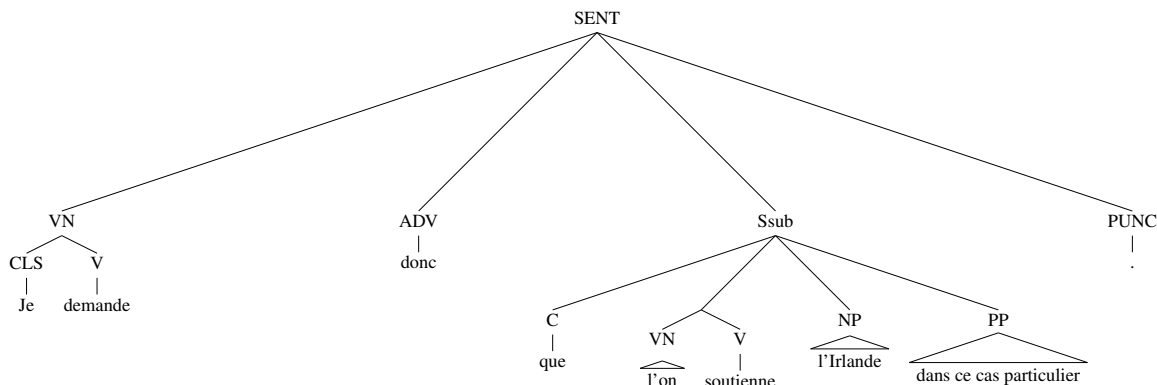 SENT
VN ADV Ssub PUNC
CLS V donc .
Je demande
C NP PP
VN V
que l'Irlande
l'on soutienne dans ce cas particulier